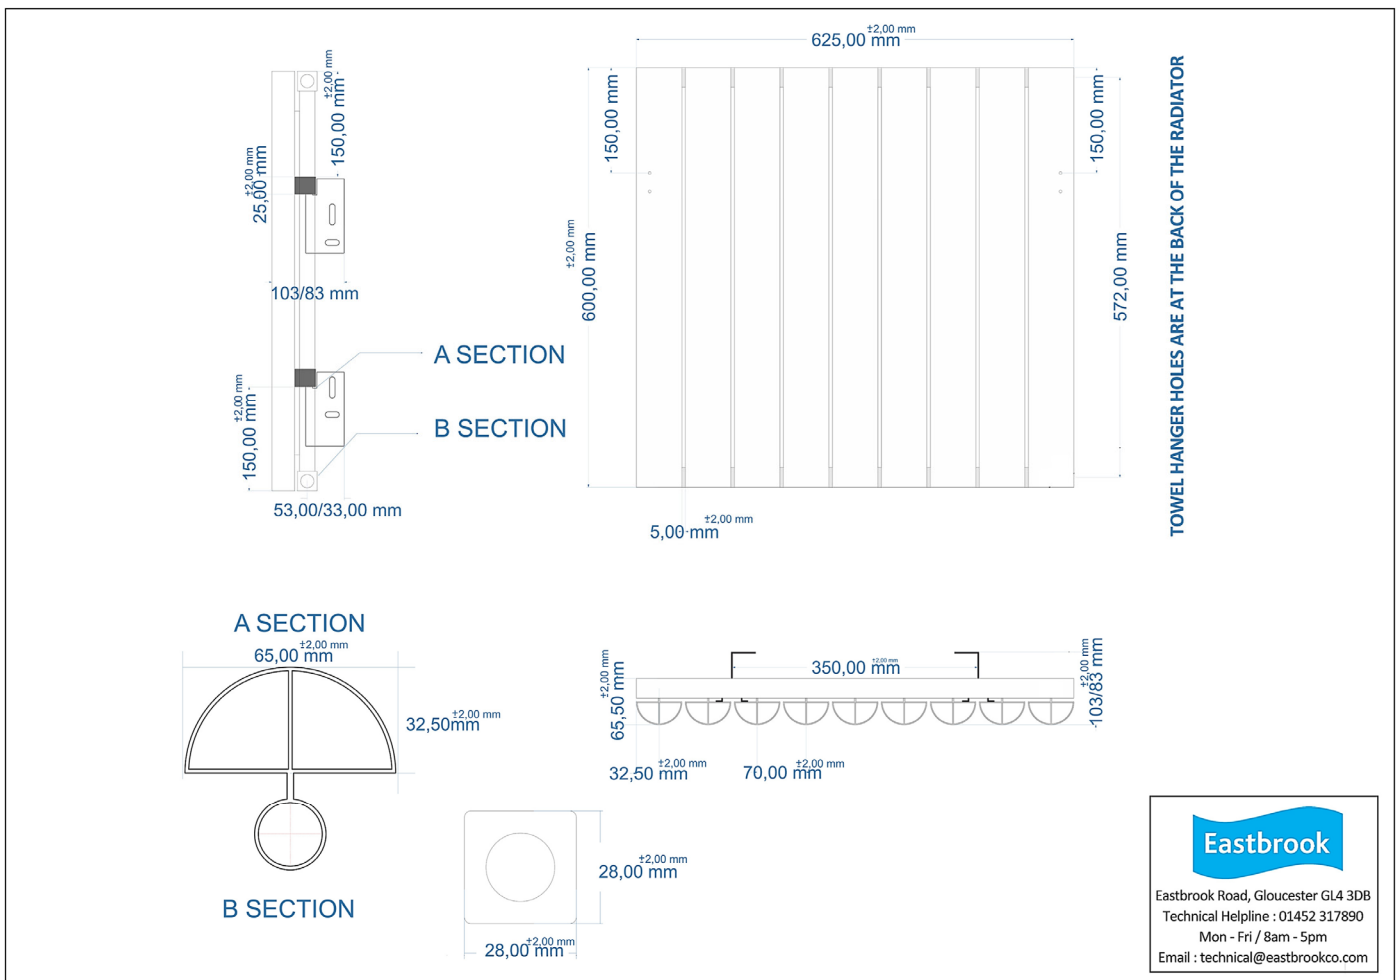 ±2,00 mm
625,00 mm
±2,00 mm
150,00 mm
±2,00 mm
25,00 mm
103/83 mm
A SECTION
B SECTION
±2,00 mm
150,00 mm
53,00/33,00 mm
150,00 mm
150,00 mm
±2,00 mm
600,00 mm
572,00 mm
5,00 mm
±2,00 mm
TOWEL HANGER HOLES ARE AT THE BACK OF THE RADIATOR
A SECTION
±2,00 mm
65,00 mm
32,50mm
±2,00 mm
B SECTION
28,00 mm
±2,00 mm
28,00 mm
±2,00 mm
350,00 mm
±2,00 mm
±2,00 mm
65,50 mm
±2,00 mm
103/83 mm
32,50 mm
±2,00 mm
70,00 mm
±2,00 mm
Eastbrook
Eastbrook Road, Gloucester GL4 3DB
Technical Helpline : 01452 317890
Mon - Fri / 8am - 5pm
Email : technical@eastbrookco.com